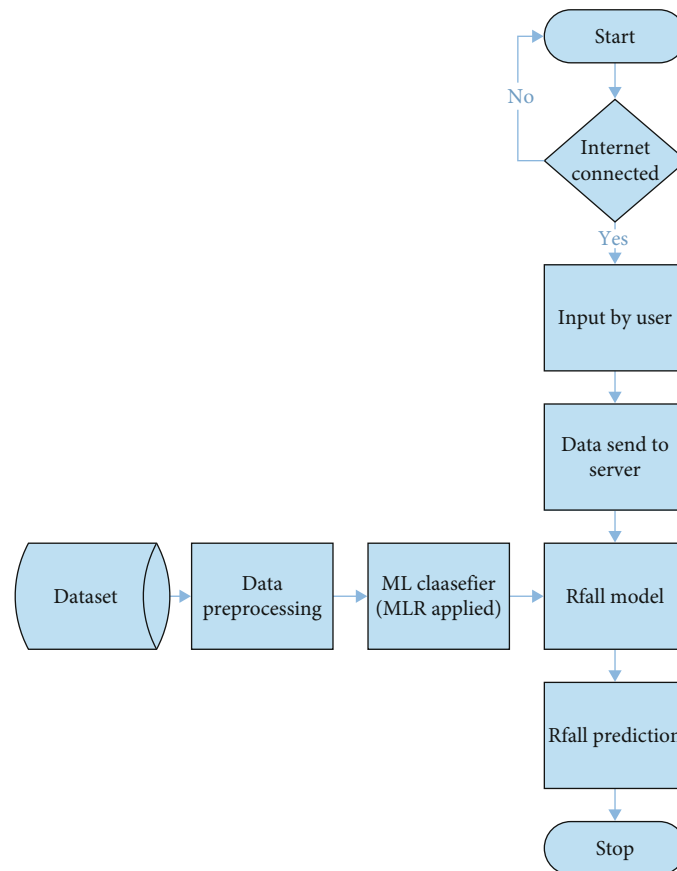 Start
No
Internet
connected
Yes
Input by user
Data send to
server
Dataset
Data
preprocessing
ML claasefier
(MLR applied)
Rfall model
Rfall prediction
Stop